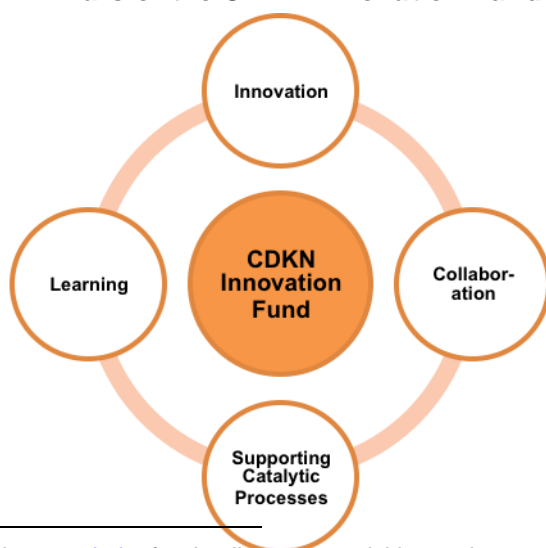 Innovation
CDKN
Innovation
Fund
Learning
Collabor-
ation
Supporting
Catalytic
Processes